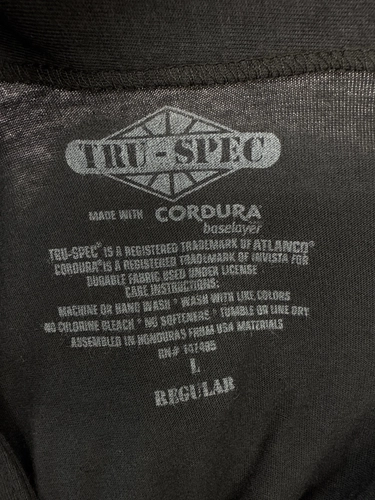 TRU-SPEC
MADE WITH CORDURA®
baselayer
TRU-SPEC® IS A REGISTERED TRADEMARK OF ATLANCO®
CORDURA® IS A REGISTERED TRADEMARK OF INVISTA FOR
DURABLE FABRIC USED UNDER LICENSE
CARE INSTRUCTIONS:
MACHINE OR HAND WASH * WASH WITH LIKE COLORS
NO CHLORINE BLEACH * NO SOFTENERS * TUMBLE OR LINE DRY
ASSEMBLED IN HONDURAS FROM USA MATERIALS
RN# 147495
L
REGULAR